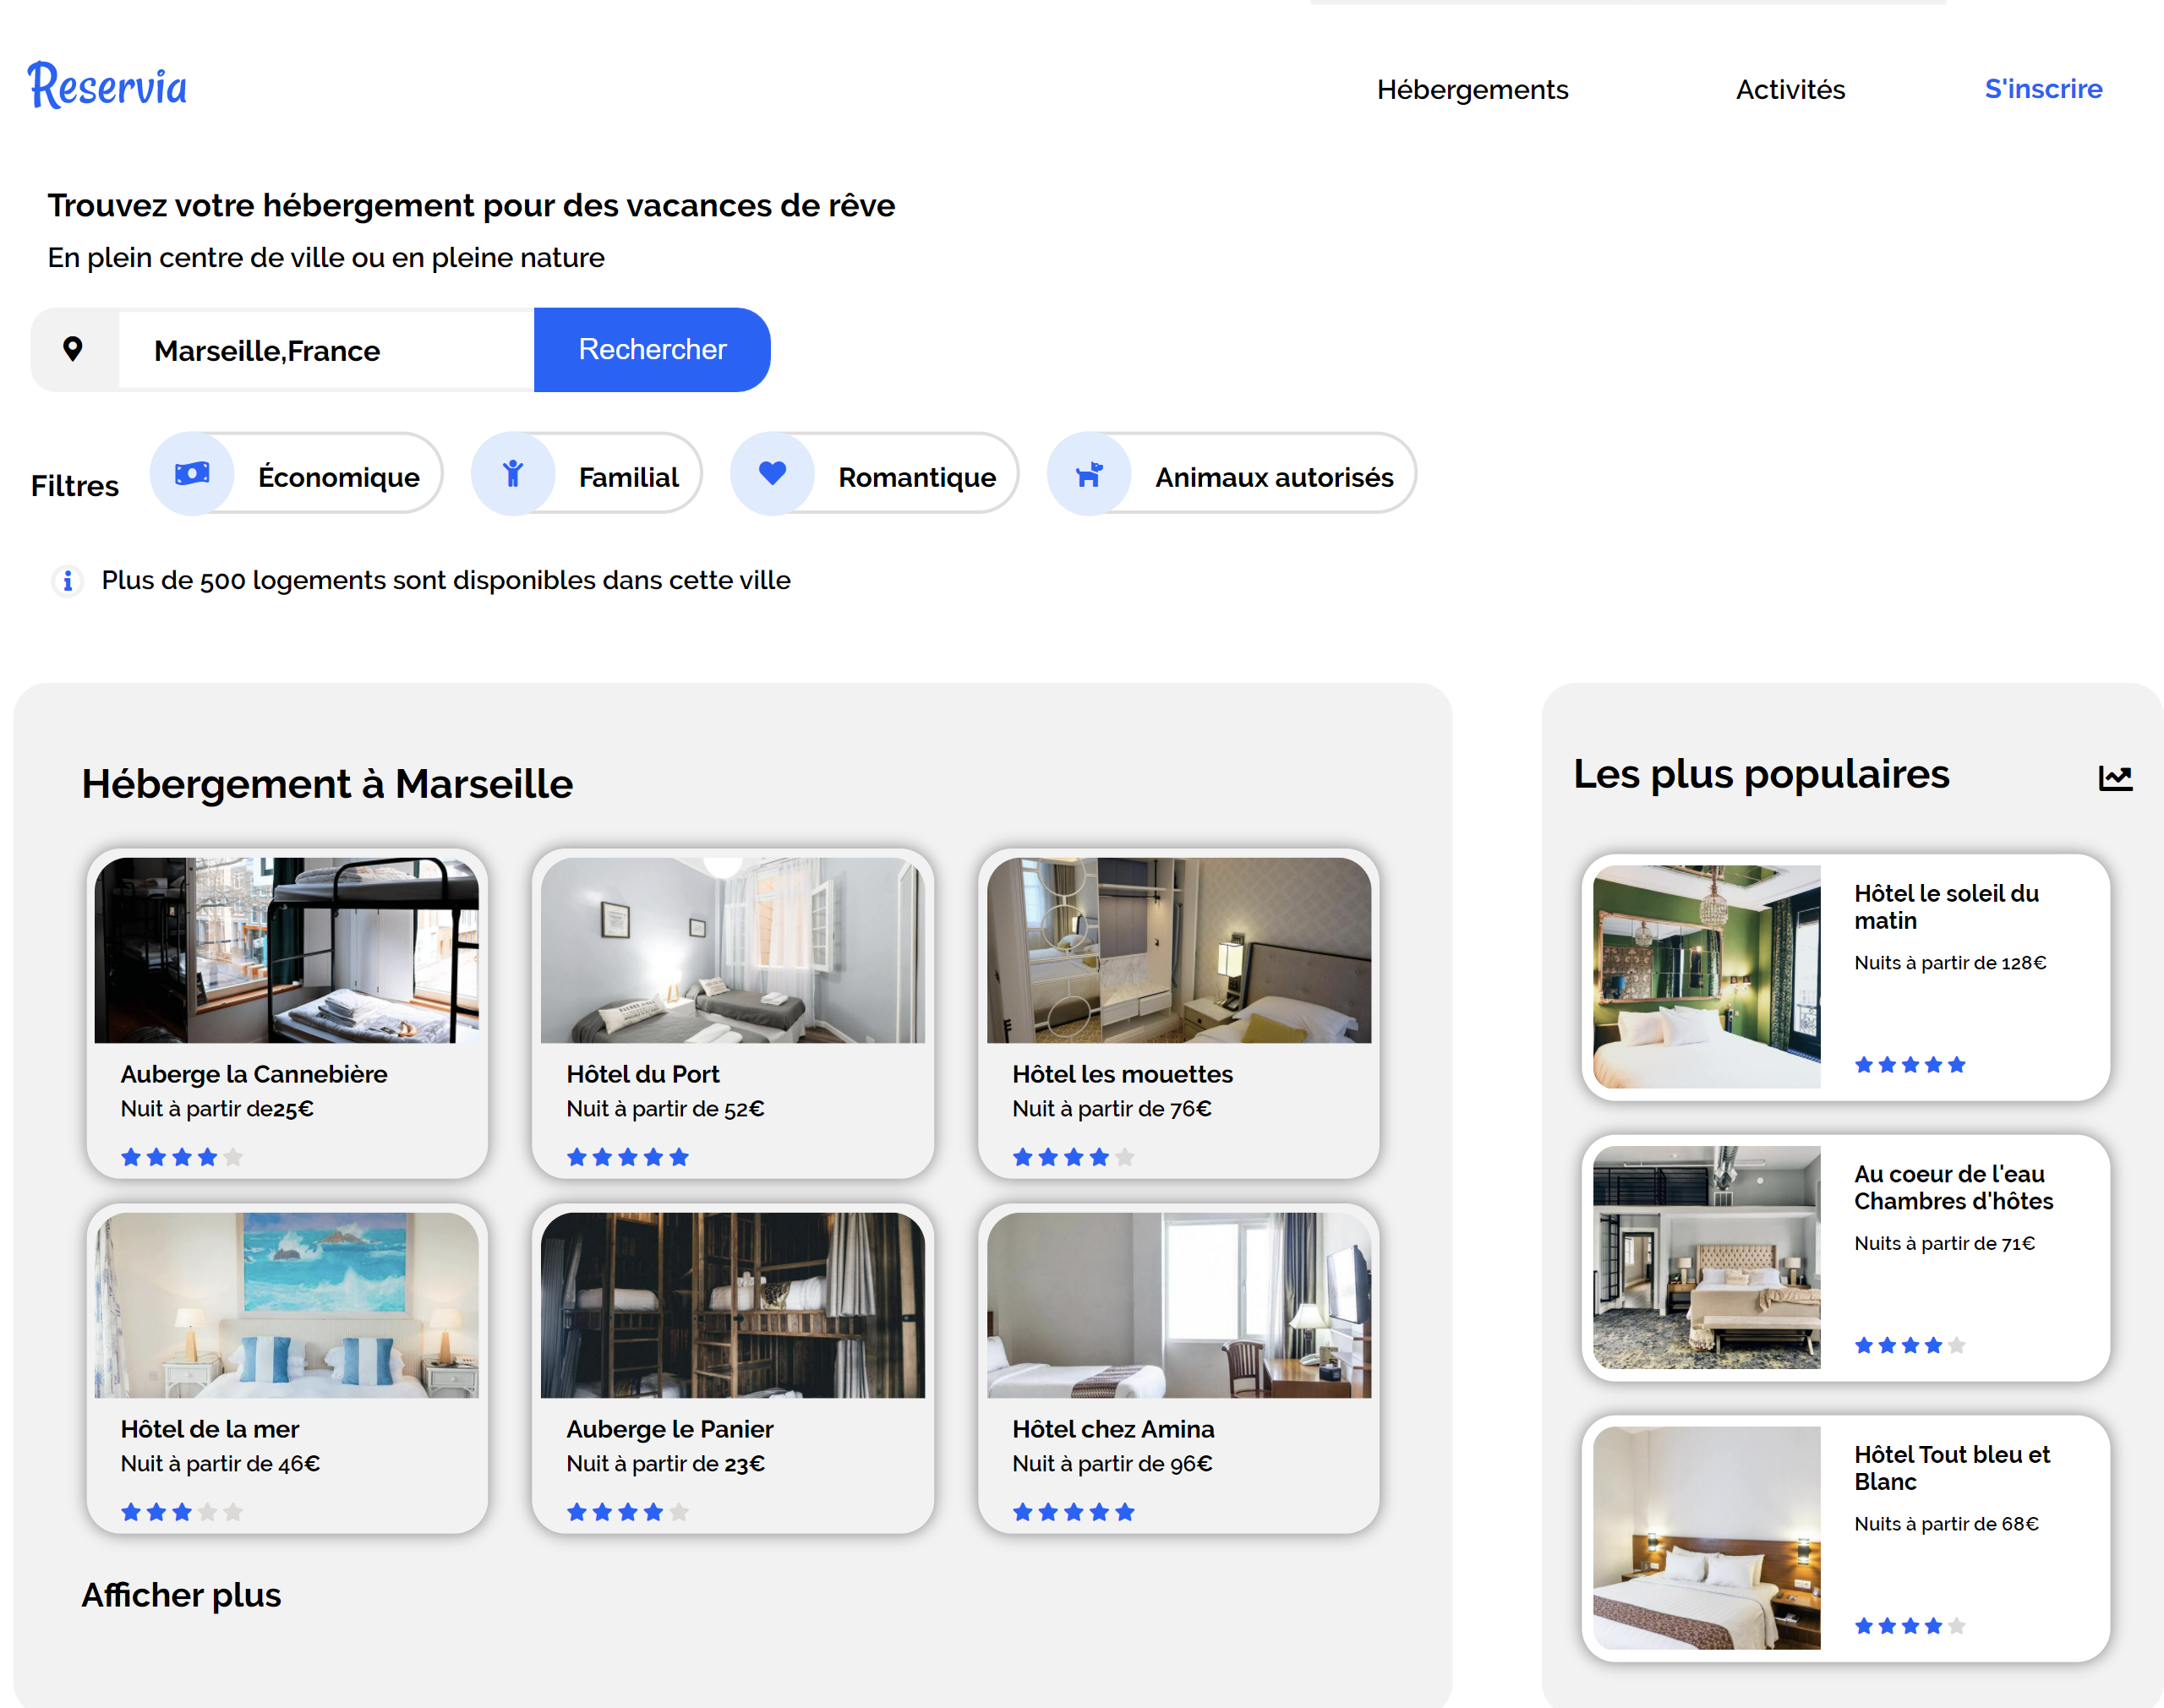 Reservia
Hébergements
Activités
S'inscrire
Trouvez votre hébergement pour des vacances de rêve
En plein centre de ville ou en pleine nature
Marseille,France
Rechercher
Filtres
Économique
Familial
Romantique
Animaux autorisés
Plus de 500 logements sont disponibles dans cette ville
Hébergement à Marseille
Auberge la Cannebière
Nuit à partir de25€
Hôtel du Port
Nuit à partir de 52€
Hôtel les mouettes
Nuit à partir de 76€
Hôtel de la mer
Nuit à partir de 46€
Auberge le Panier
Nuit à partir de 23€
Hôtel chez Amina
Nuit à partir de 96€
Afficher plus
Les plus populaires
Hôtel le soleil du
matin
Nuits à partir de 128€
Au coeur de l'eau
Chambres d'hôtes
Nuits à partir de 71€
Hôtel Tout bleu et
Blanc
Nuits à partir de 68€